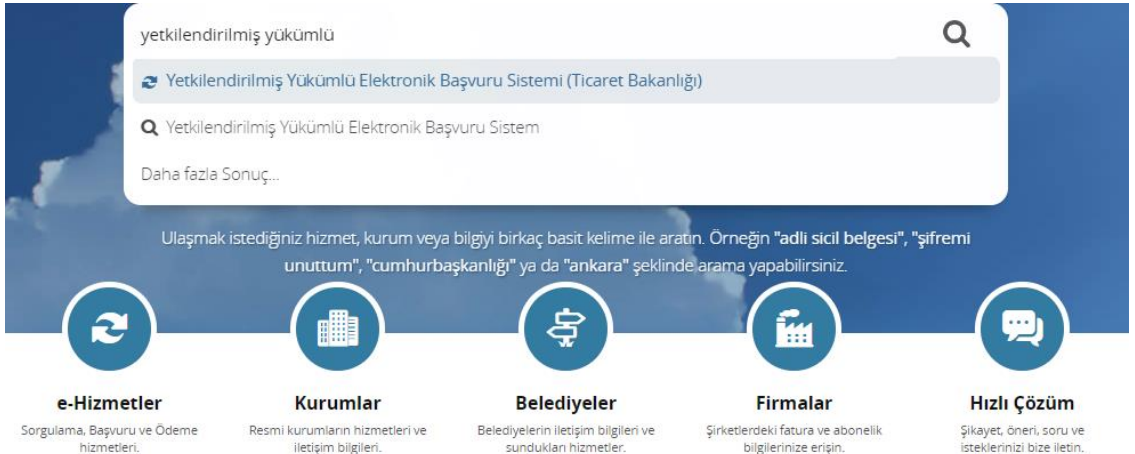 yetkilendirilmiş yükümlü
Yetkilendirilmiş Yükümlü Elektronik Başvuru Sistemi (Ticaret Bakanlığı)
Yetkilendirilmiş Yükümlü Elektronik Başvuru Sistem
Daha fazla Sonuç...
Ulaşmak istediğiniz hizmet, kurum veya bilgiyi birkaç basit kelime ile aratın. Örneğin "adli sicil belgesi", "şifremi
unuttum", "cumhurbaşkanlığı" ya da "ankara" şeklinde arama yapabilirsiniz.
e-Hizmetler
Sorgulama, Başvuru ve Ödeme
hizmetleri.
Kurumlar
Resmi kurumların hizmetleri ve
iletişim bilgileri.
Belediyeler
Belediyelerin iletişim bilgileri ve
sundukları hizmetler.
Firmalar
Şirketlerdeki fatura ve abonelik
bilgilerinize erişin.
Hızlı Çözüm
Şikayet, öneri, soru ve
isteklerinizi bize iletin.